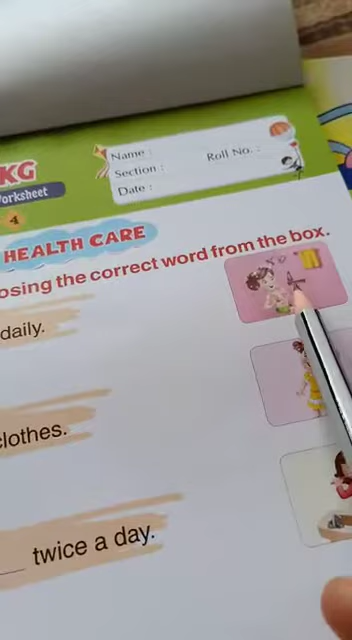 KG
Worksheet
Name :
Section :
Roll No. :
Date :
4
HEALTH CARE
osing the correct word from the box.
daily.
clothes.
twice a day.